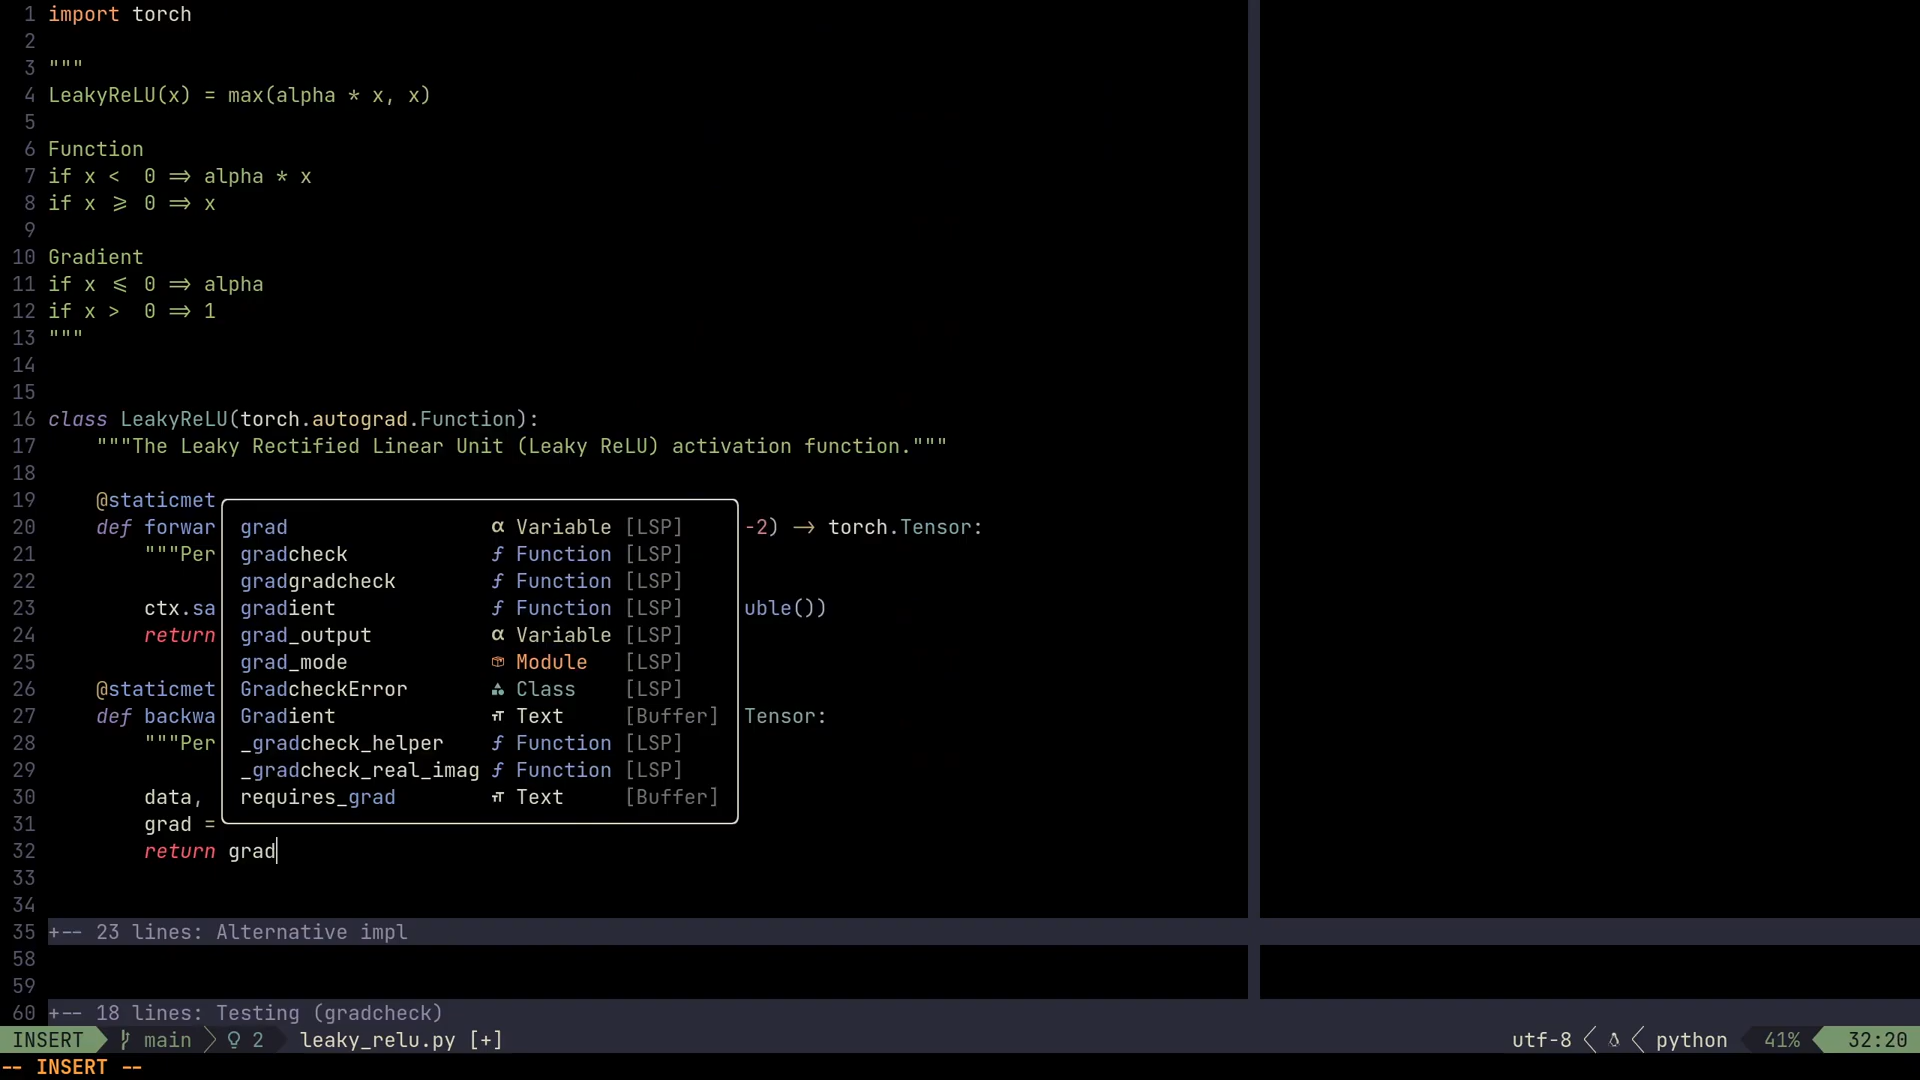 1 import torch
2
3 """
4 LeakyReLU(x) = max(alpha * x, x)
5
6 Function
7 if x <  0 => alpha * x
8 if x >= 0 => x
9
10 Gradient
11 if x <= 0 => alpha
12 if x >  0 => 1
13 """
14
15
16 class LeakyReLU(torch.autograd.Function):
17     """The Leaky Rectified Linear Unit (Leaky ReLU) activation function."""
18
19     @staticmet
20     def forwar grad α Variable [LSP] -2) -> torch.Tensor:
21         """Per gradcheck ƒ Function [LSP]
22 gradgradcheck ƒ Function [LSP]
23         ctx.sa gradient ƒ Function [LSP] uble())
24         return grad_output α Variable [LSP]
25 grad_mode Module [LSP]
26     @staticmet GradcheckError Class [LSP]
27     def backwa Gradient Text [Buffer] Tensor:
28         """Per _gradcheck_helper ƒ Function [LSP]
29 _gradcheck_real_imag ƒ Function [LSP]
30         data, requires_grad Text [Buffer]
31         grad =
32         return grad
33
34
35 +-- 23 lines: Alternative impl
58
59
60 +-- 18 lines: Testing (gradcheck)
INSERT main 2 leaky_relu.py [+] utf-8 python 41% 32:20
-- INSERT --